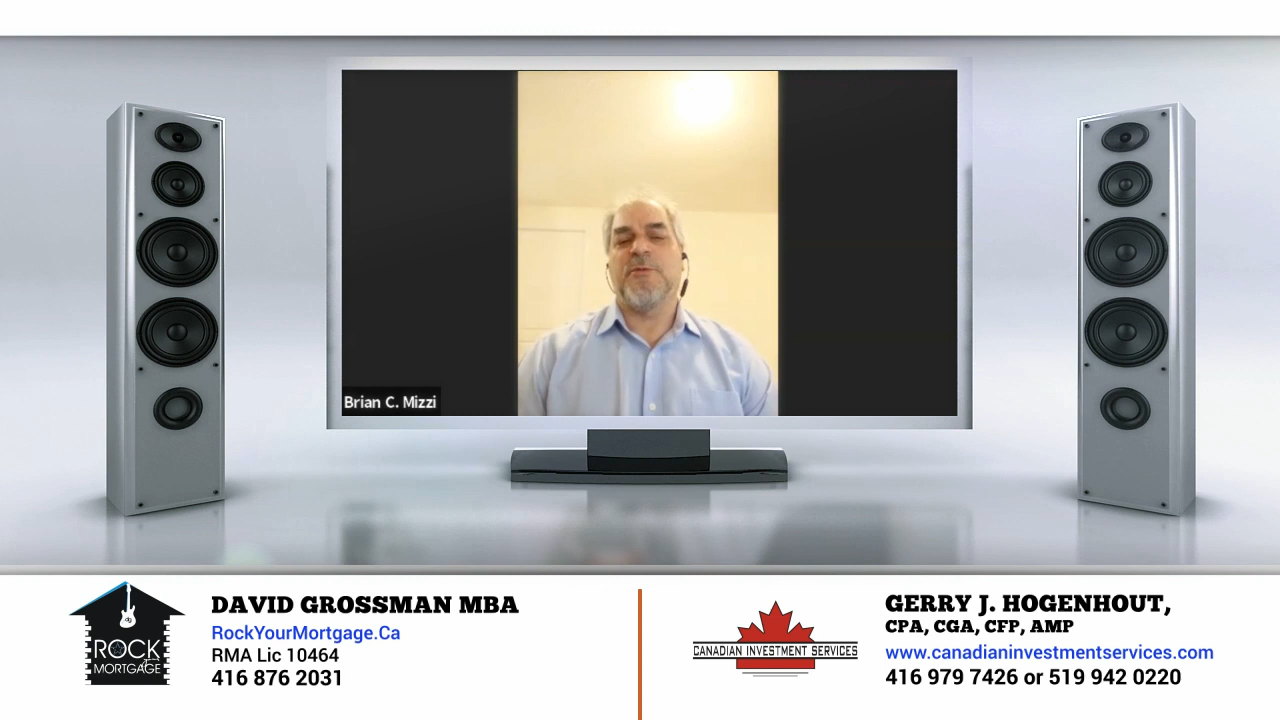 Brian C. Mizzi
ROCK
MORTGAGE
DAVID GROSSMAN MBA
RockYourMortgage.Ca
RMA Lic 10464
416 876 2031
CANADIAN INVESTMENT SERVICES
GERRY J. HOGENHOUT,
CPA, CGA, CFP, AMP
www.canadianinvestmentservices.com
416 979 7426 or 519 942 0220